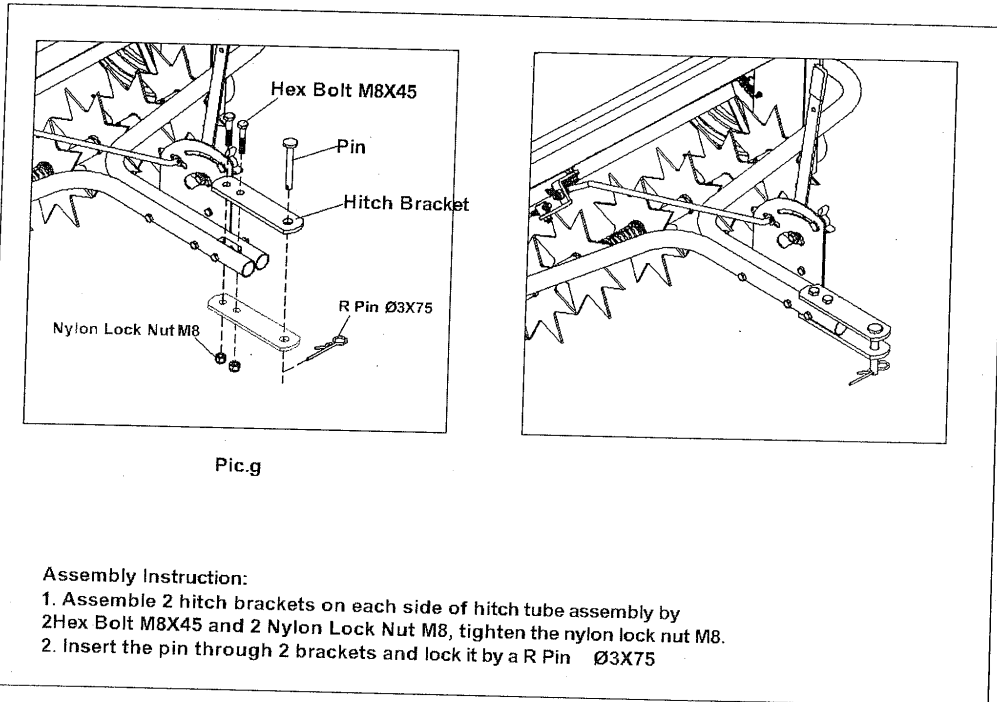 Hex Bolt M8X45
Pin
Hitch Bracket
R Pin Ø3X75
Nylon Lock Nut M8
Pic.g
Assembly Instruction:
1. Assemble 2 hitch brackets on each side of hitch tube assembly by
2Hex Bolt M8X45 and 2 Nylon Lock Nut M8, tighten the nylon lock nut M8.
2. Insert the pin through 2 brackets and lock it by a R Pin Ø3X75